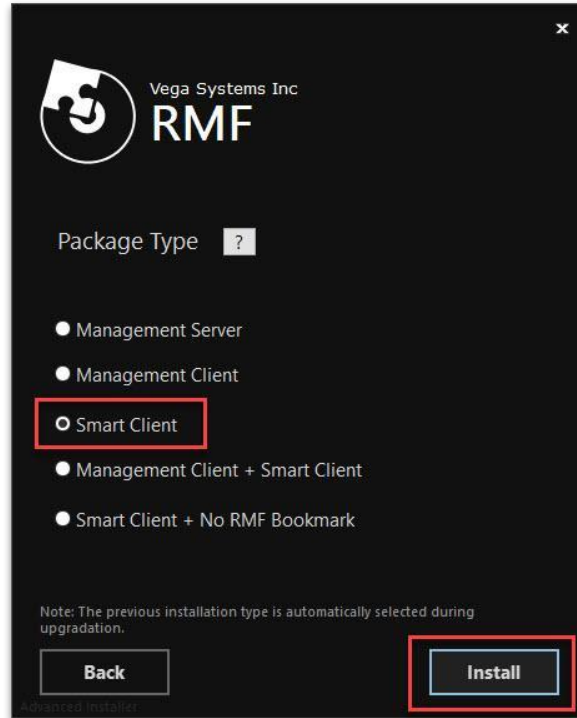 x
Vega Systems Inc
RMF
Package Type ?
Management Server
Management Client
Smart Client
Management Client + Smart Client
Smart Client + No RMF Bookmark
Note: The previous installation type is automatically selected during
upgradation.
Back Install
Advanced Installer